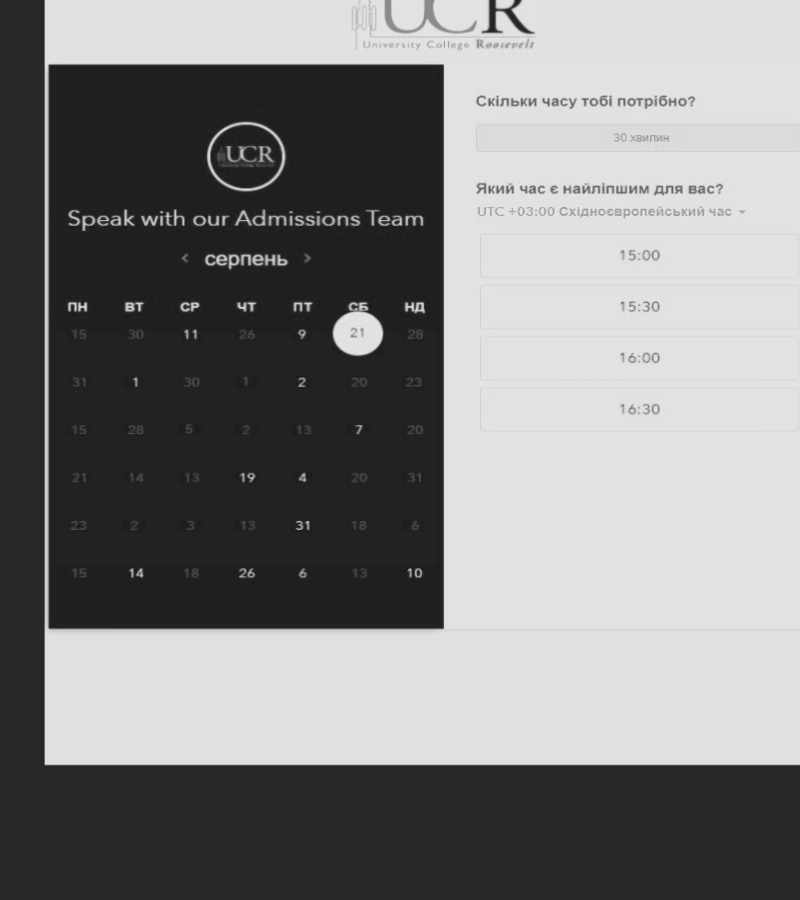 UCR
University College Roosevelt
UCR
Speak with our Admissions Team
‹ серпень ›
ПН ВТ СР ЧТ ПТ СБ НД
15 30 11 26 9 21 28
31 1 30 1 2 20 23
15 28 5 2 13 7 20
21 14 13 19 4 20 31
23 2 3 13 31 18 6
15 14 18 26 6 13 10
Скільки часу тобі потрібно?
30 хвилин
Який час є найліпшим для вас?
UTC +03:00 Східноєвропейський час
15:00
15:30
16:00
16:30